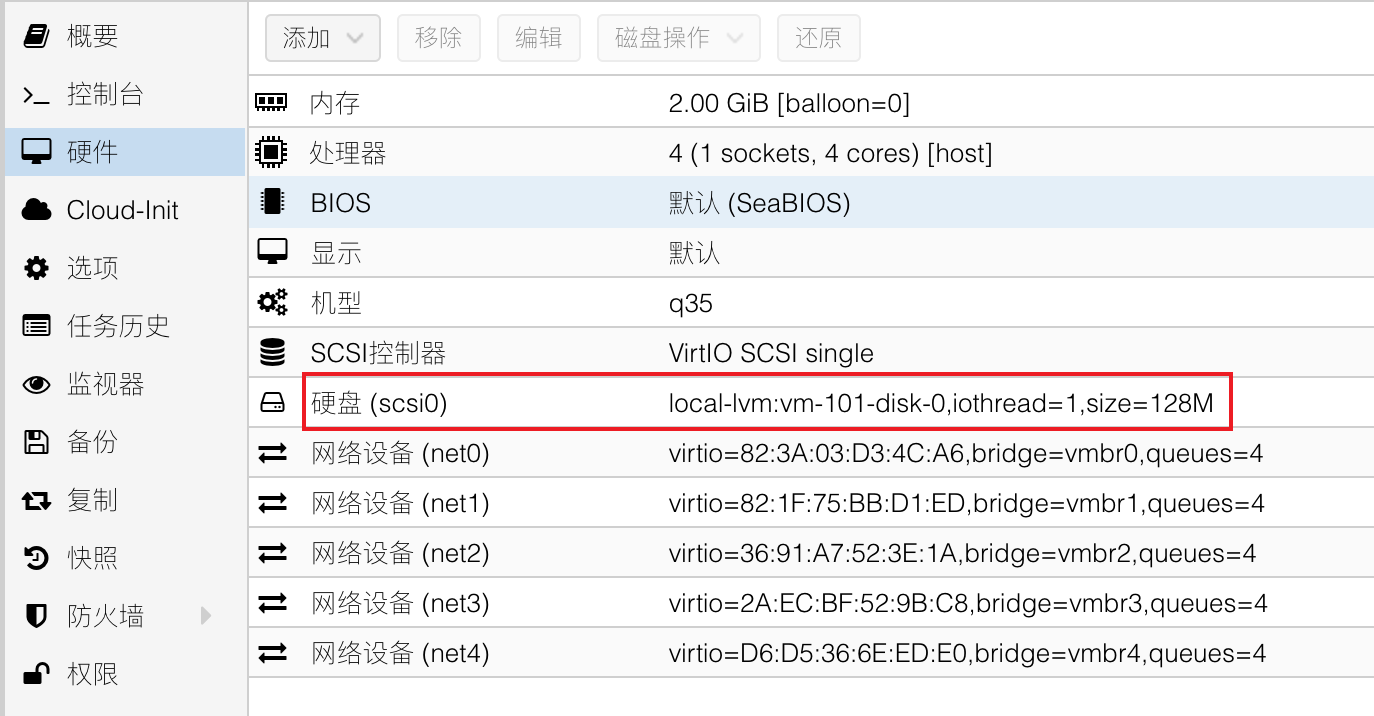 概要
控制台
硬件
Cloud-Init
选项
任务历史
监视器
备份
复制
快照
防火墙
权限
添加 移除 编辑 磁盘操作 还原
内存 2.00 GiB [balloon=0]
处理器 4 (1 sockets, 4 cores) [host]
BIOS 默认 (SeaBIOS)
显示 默认
机型 q35
SCSI控制器 VirtIO SCSI single
硬盘 (scsi0) local-lvm:vm-101-disk-0,iothread=1,size=128M
网络设备 (net0) virtio=82:3A:03:D3:4C:A6,bridge=vmbr0,queues=4
网络设备 (net1) virtio=82:1F:75:BB:D1:ED,bridge=vmbr1,queues=4
网络设备 (net2) virtio=36:91:A7:52:3E:1A,bridge=vmbr2,queues=4
网络设备 (net3) virtio=2A:EC:BF:52:9B:C8,bridge=vmbr3,queues=4
网络设备 (net4) virtio=D6:D5:36:6E:ED:E0,bridge=vmbr4,queues=4